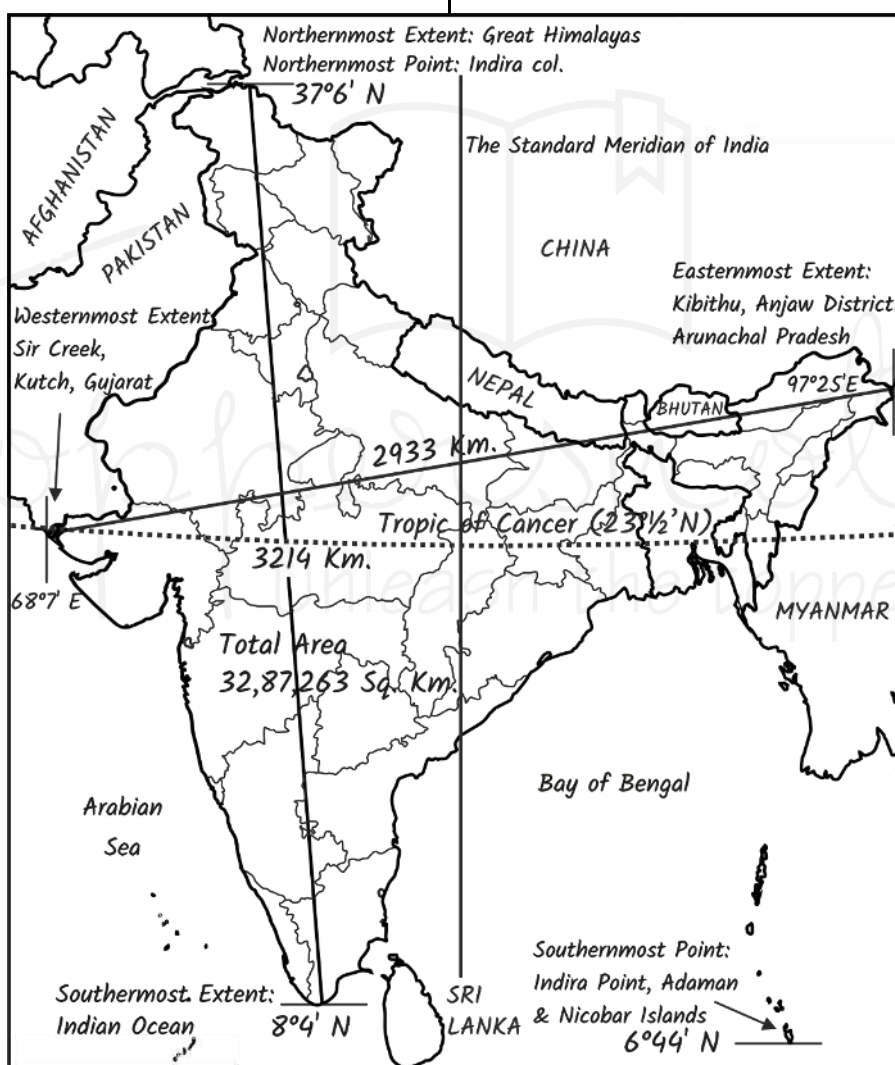 Northernmost Extent: Great Himalayas
Northernmost Point: Indira col.
37°6' N
The Standard Meridian of India
AFGHANISTAN
PAKISTAN
CHINA
Easternmost Extent:
Kibithu, Anjaw District
Arunachal Pradesh
Westernmost Extent
Sir Creek,
Kutch, Gujarat
NEPAL
97°25'E
BHUTAN
2933 Km.
Tropic of Cancer (23½°'N)
3214 Km.
68°7' E
MYANMAR
Total Area
32,87,263 Sq. Km.
Bay of Bengal
Arabian
Sea
Southernmost Point:
Indira Point, Adaman
& Nicobar Islands
6°44' N
Southermost Extent:
Indian Ocean
8°4' N
SRI
LANKA
unleash the topper